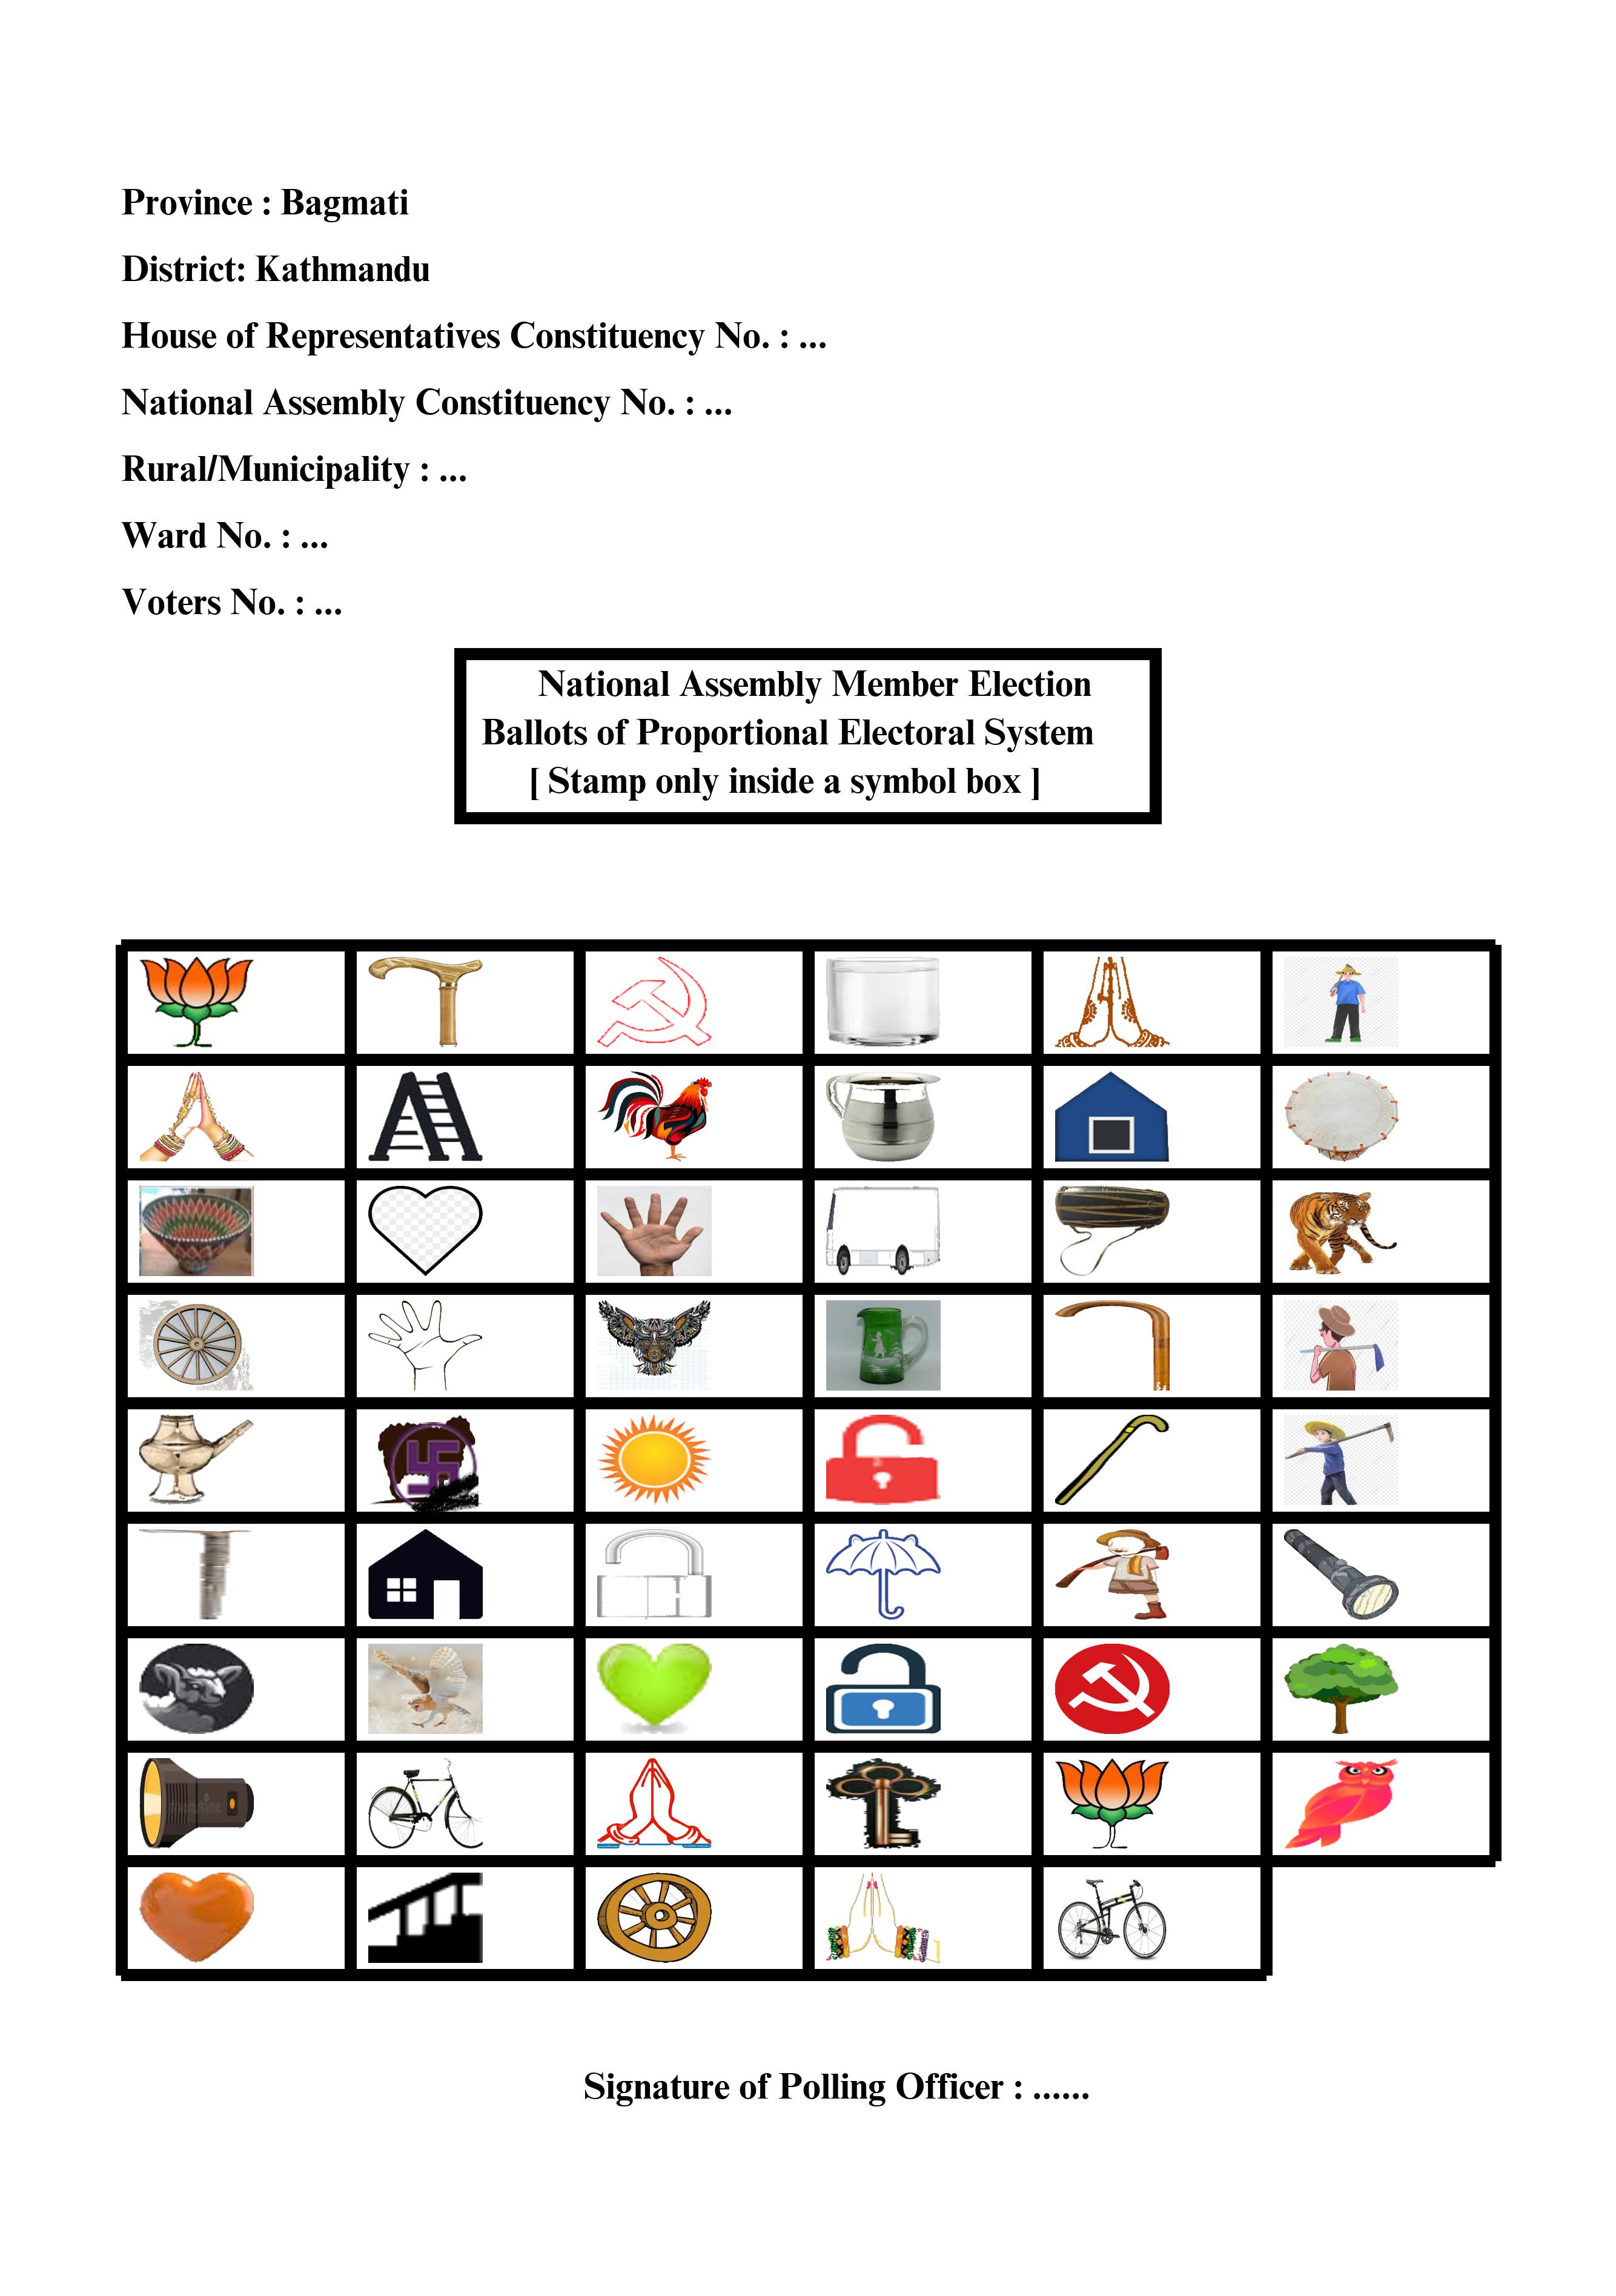 Province : Bagmati
District: Kathmandu
House of Representatives Constituency No. : ...
National Assembly Constituency No. : ...
Rural/Municipality : ...
Ward No. : ...
Voters No. : ...
National Assembly Member Election
Ballots of Proportional Electoral System
[ Stamp only inside a symbol box ]
Signature of Polling Officer : ......